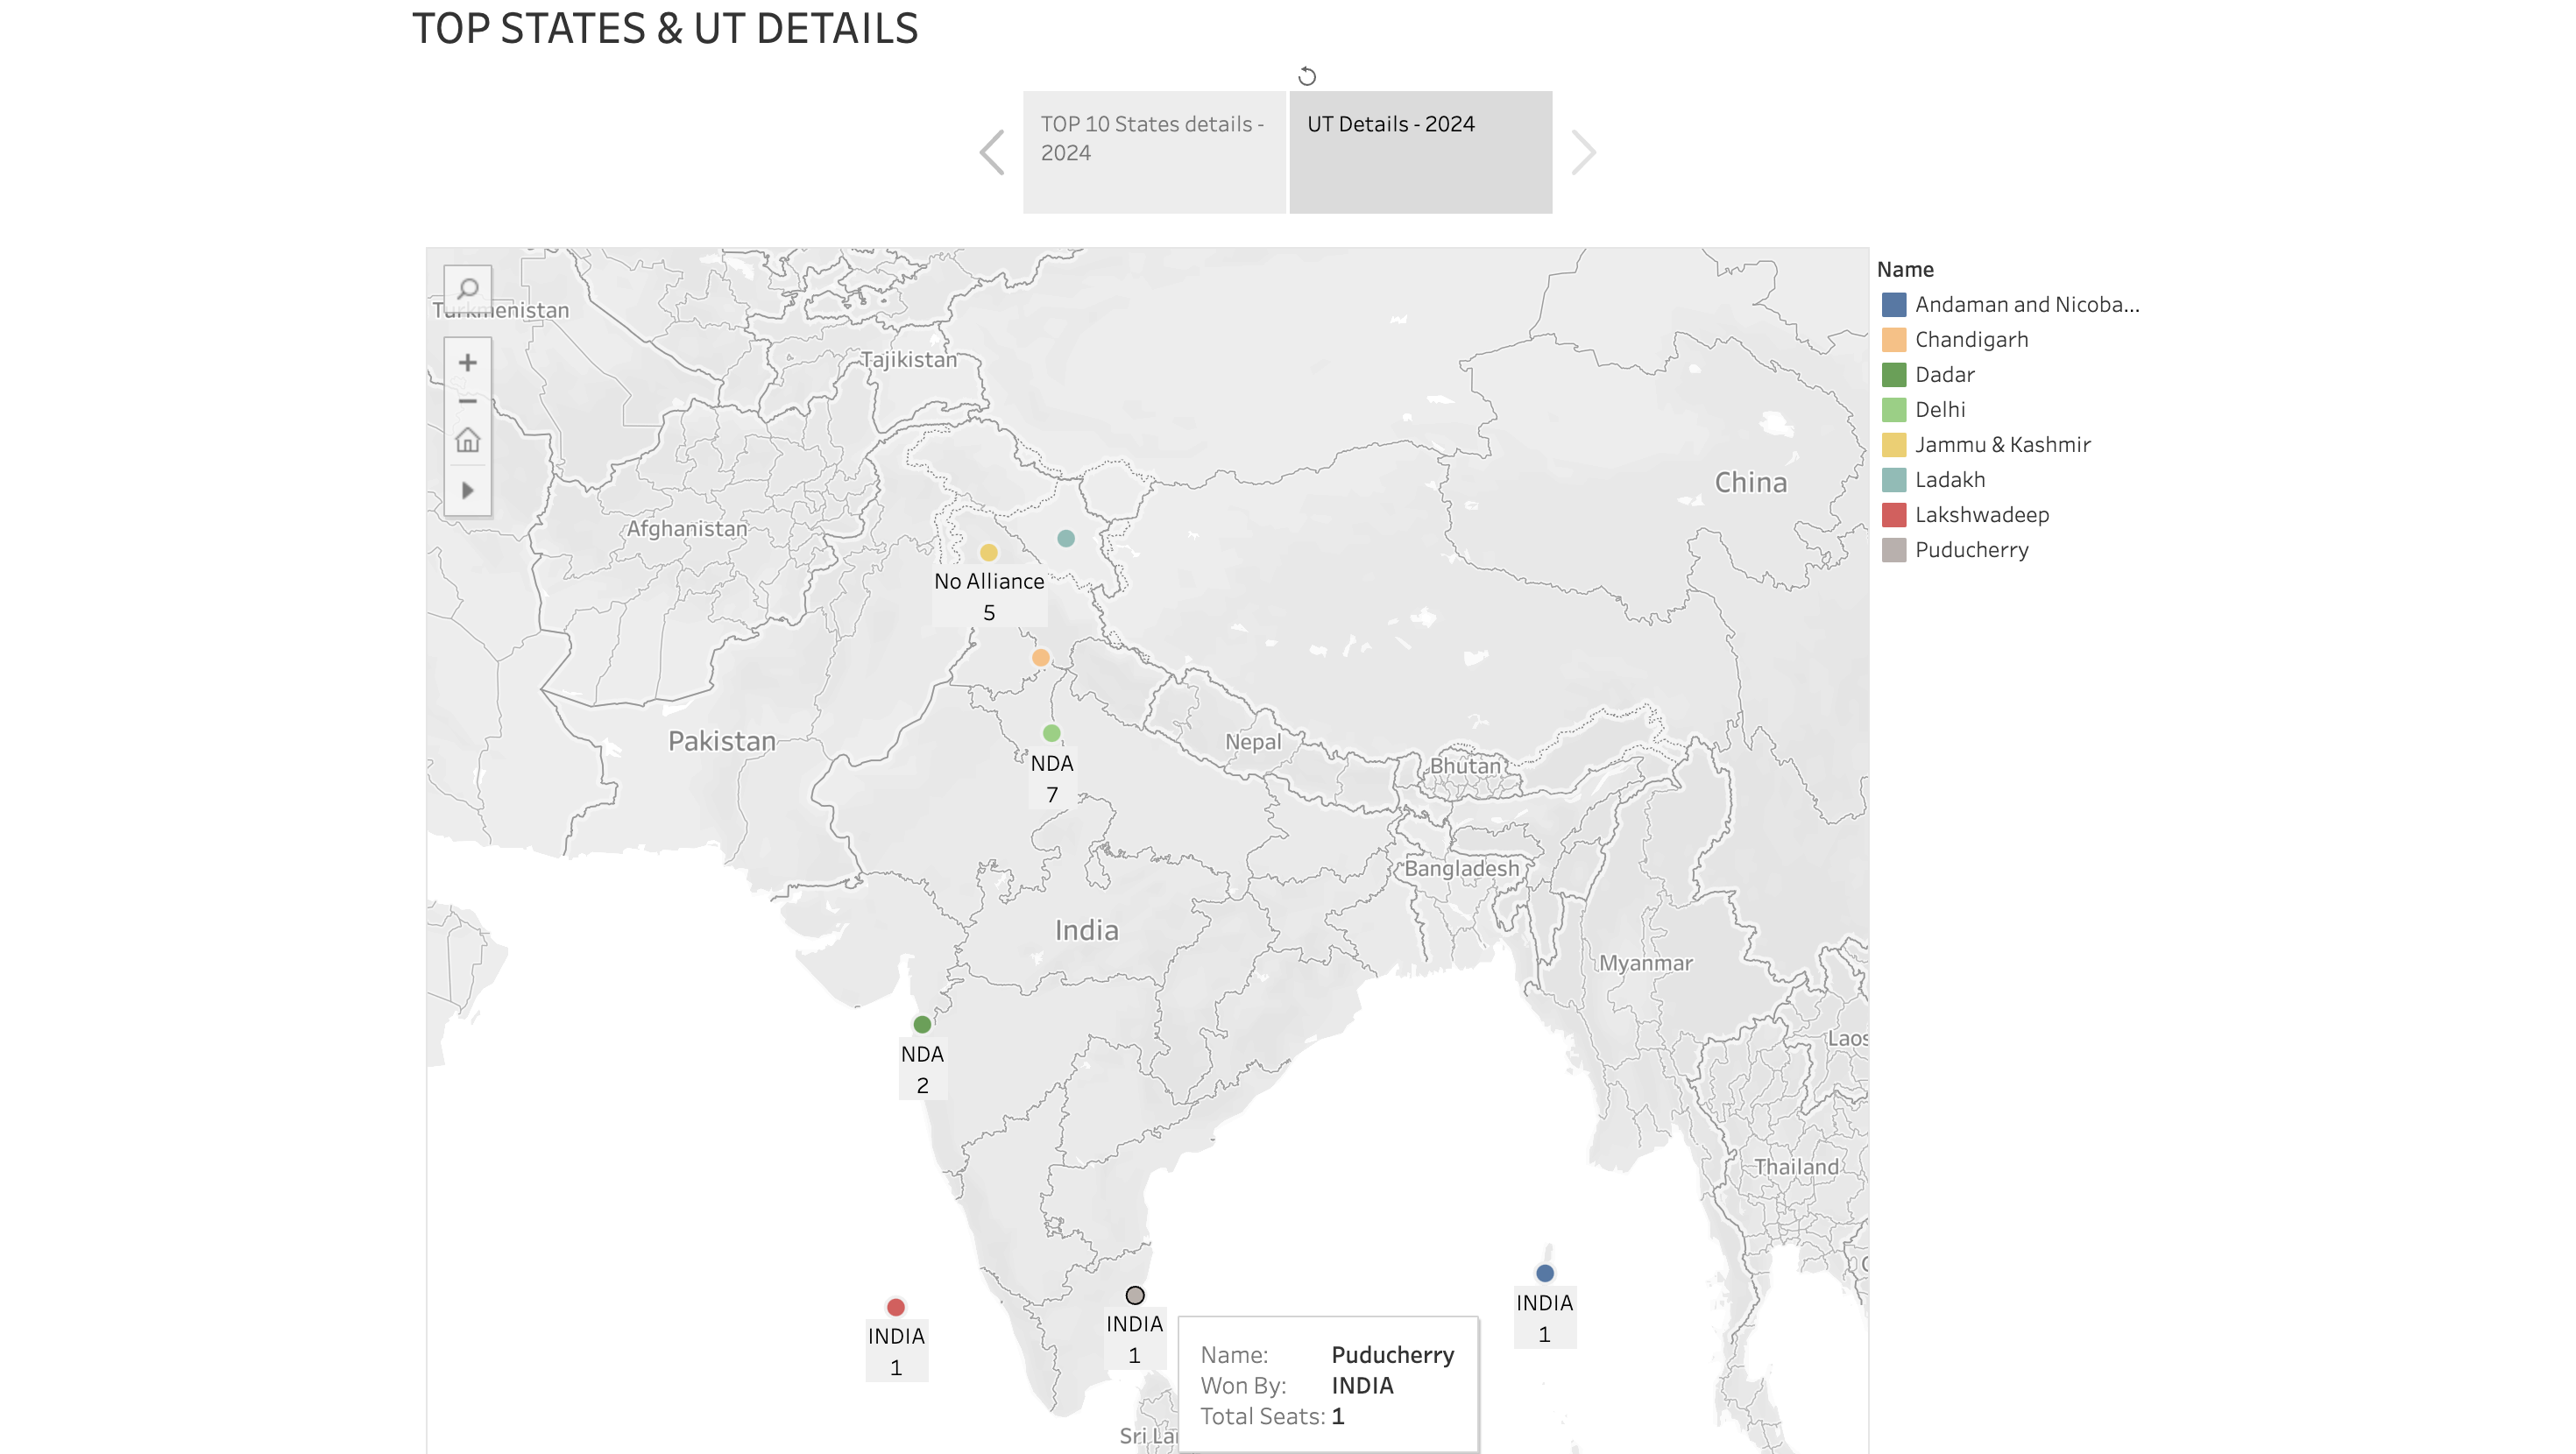 TOP STATES & UT DETAILS
TOP 10 States details -
2024
UT Details - 2024
Name
Andaman and Nicoba...
Chandigarh
Dadar
Delhi
Jammu & Kashmir
Ladakh
Lakshwadeep
Puducherry
Turkmenistan
Tajikistan
China
Afghanistan
No Alliance
5
Pakistan
Nepal
NDA
7
Bhutan
Bangladesh
India
Myanmar
Laos
NDA
2
Thailand
INDIA
1
INDIA
1
INDIA
1
Name: Puducherry
Won By: INDIA
Total Seats: 1
Sri La